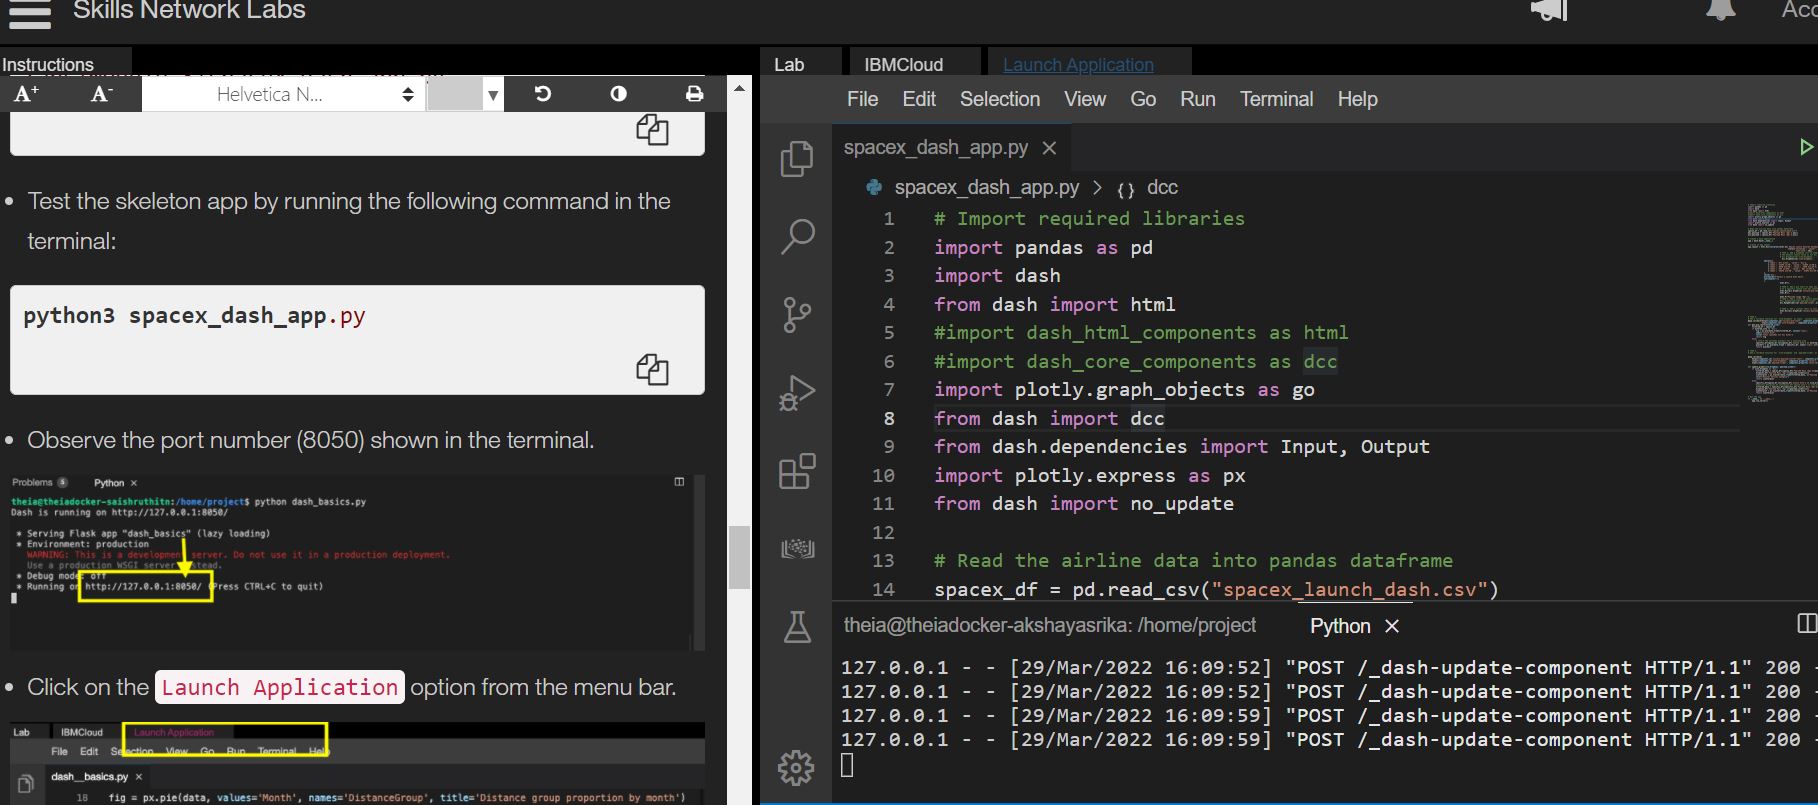 Skills Network Labs
Acc
Instructions
Lab
IBMCloud
Launch Application
A+
A-
Helvetica N...
File Edit Selection View Go Run Terminal Help
• Test the skeleton app by running the following command in the
terminal:
python3 spacex_dash_app.py
• Observe the port number (8050) shown in the terminal.
Problems 5 Python ×
theia@theiadocker-saishruthitn:/home/project$ python dash_basics.py
Dash is running on http://127.0.0.1:8050/
* Serving Flask app "dash_basics" (lazy loading)
* Environment: production
WARNING: This is a development server. Do not use it in a production deployment.
Use a production WSGI server instead.
* Debug mode: off
* Running on http://127.0.0.1:8050/ (Press CTRL+C to quit)
• Click on the Launch Application option from the menu bar.
Lab IBMCloud Launch Application
File Edit Selection View Go Run Terminal Help
dash_basics.py ×
18 fig = px.pie(data, values='Month', names='DistanceGroup', title='Distance group proportion by month')
spacex_dash_app.py ×
spacex_dash_app.py > {} dcc
1 # Import required libraries
2 import pandas as pd
3 import dash
4 from dash import html
5 #import dash_html_components as html
6 #import dash_core_components as dcc
7 import plotly.graph_objects as go
8 from dash import dcc
9 from dash.dependencies import Input, Output
10 import plotly.express as px
11 from dash import no_update
12
13 # Read the airline data into pandas dataframe
14 spacex_df = pd.read_csv("spacex_launch_dash.csv")
theia@theiadocker-akshayasrika: /home/project Python ×
127.0.0.1 - - [29/Mar/2022 16:09:52] "POST /_dash-update-component HTTP/1.1" 200 -
127.0.0.1 - - [29/Mar/2022 16:09:52] "POST /_dash-update-component HTTP/1.1" 200 -
127.0.0.1 - - [29/Mar/2022 16:09:59] "POST /_dash-update-component HTTP/1.1" 200 -
127.0.0.1 - - [29/Mar/2022 16:09:59] "POST /_dash-update-component HTTP/1.1" 200 -